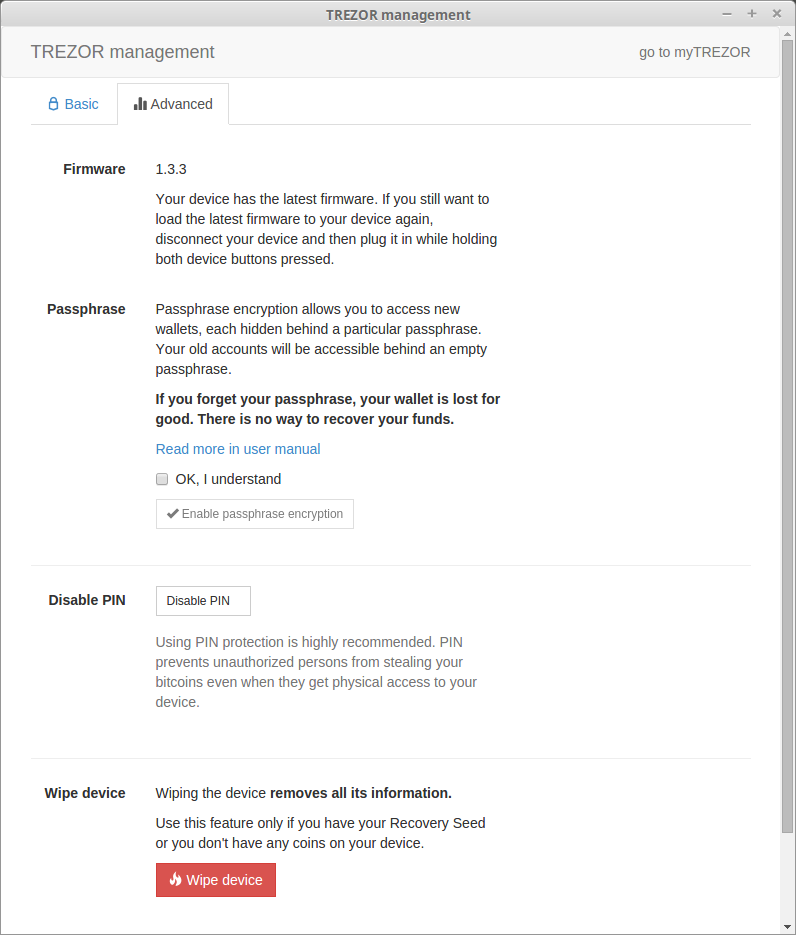 TREZOR management
TREZOR management
go to myTREZOR
Basic
Advanced
Firmware
1.3.3
Your device has the latest firmware. If you still want to
load the latest firmware to your device again,
disconnect your device and then plug it in while holding
both device buttons pressed.
Passphrase
Passphrase encryption allows you to access new
wallets, each hidden behind a particular passphrase.
Your old accounts will be accessible behind an empty
passphrase.
If you forget your passphrase, your wallet is lost for
good. There is no way to recover your funds.
Read more in user manual
OK, I understand
Enable passphrase encryption
Disable PIN
Disable PIN
Using PIN protection is highly recommended. PIN
prevents unauthorized persons from stealing your
bitcoins even when they get physical access to your
device.
Wipe device
Wiping the device removes all its information.
Use this feature only if you have your Recovery Seed
or you don't have any coins on your device.
Wipe device